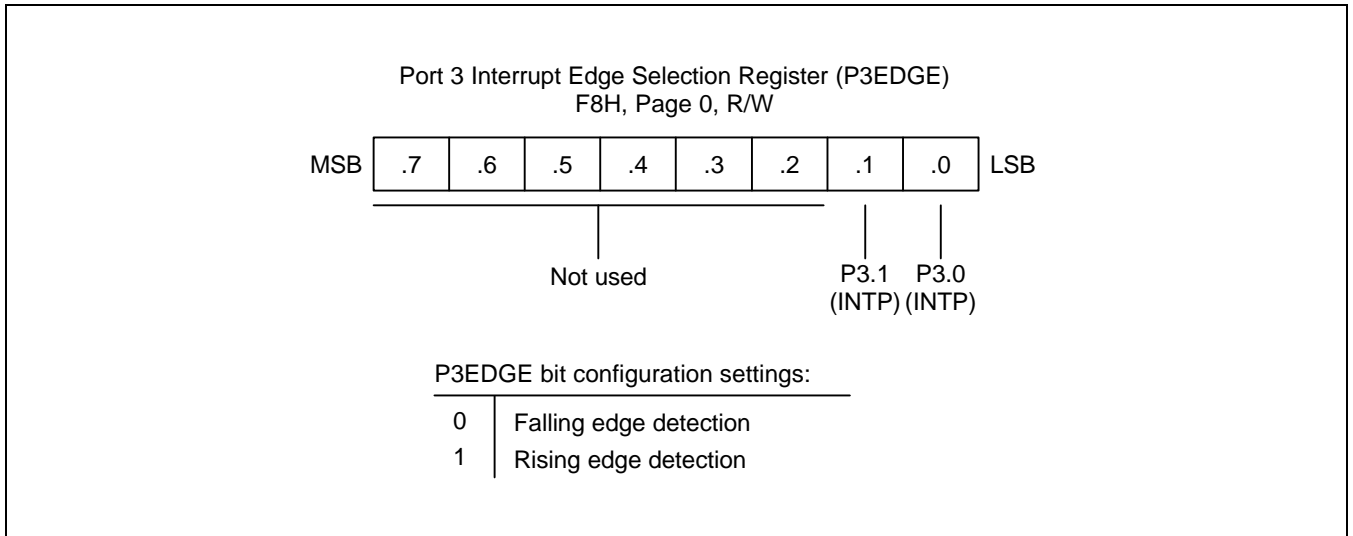 Port 3 Interrupt Edge Selection Register (P3EDGE)
F8H, Page 0, R/W
MSB .7 .6 .5 .4 .3 .2 .1 .0 LSB
Not used P3.1 P3.0
(INTP) (INTP)
P3EDGE bit configuration settings:
0 Falling edge detection
1 Rising edge detection